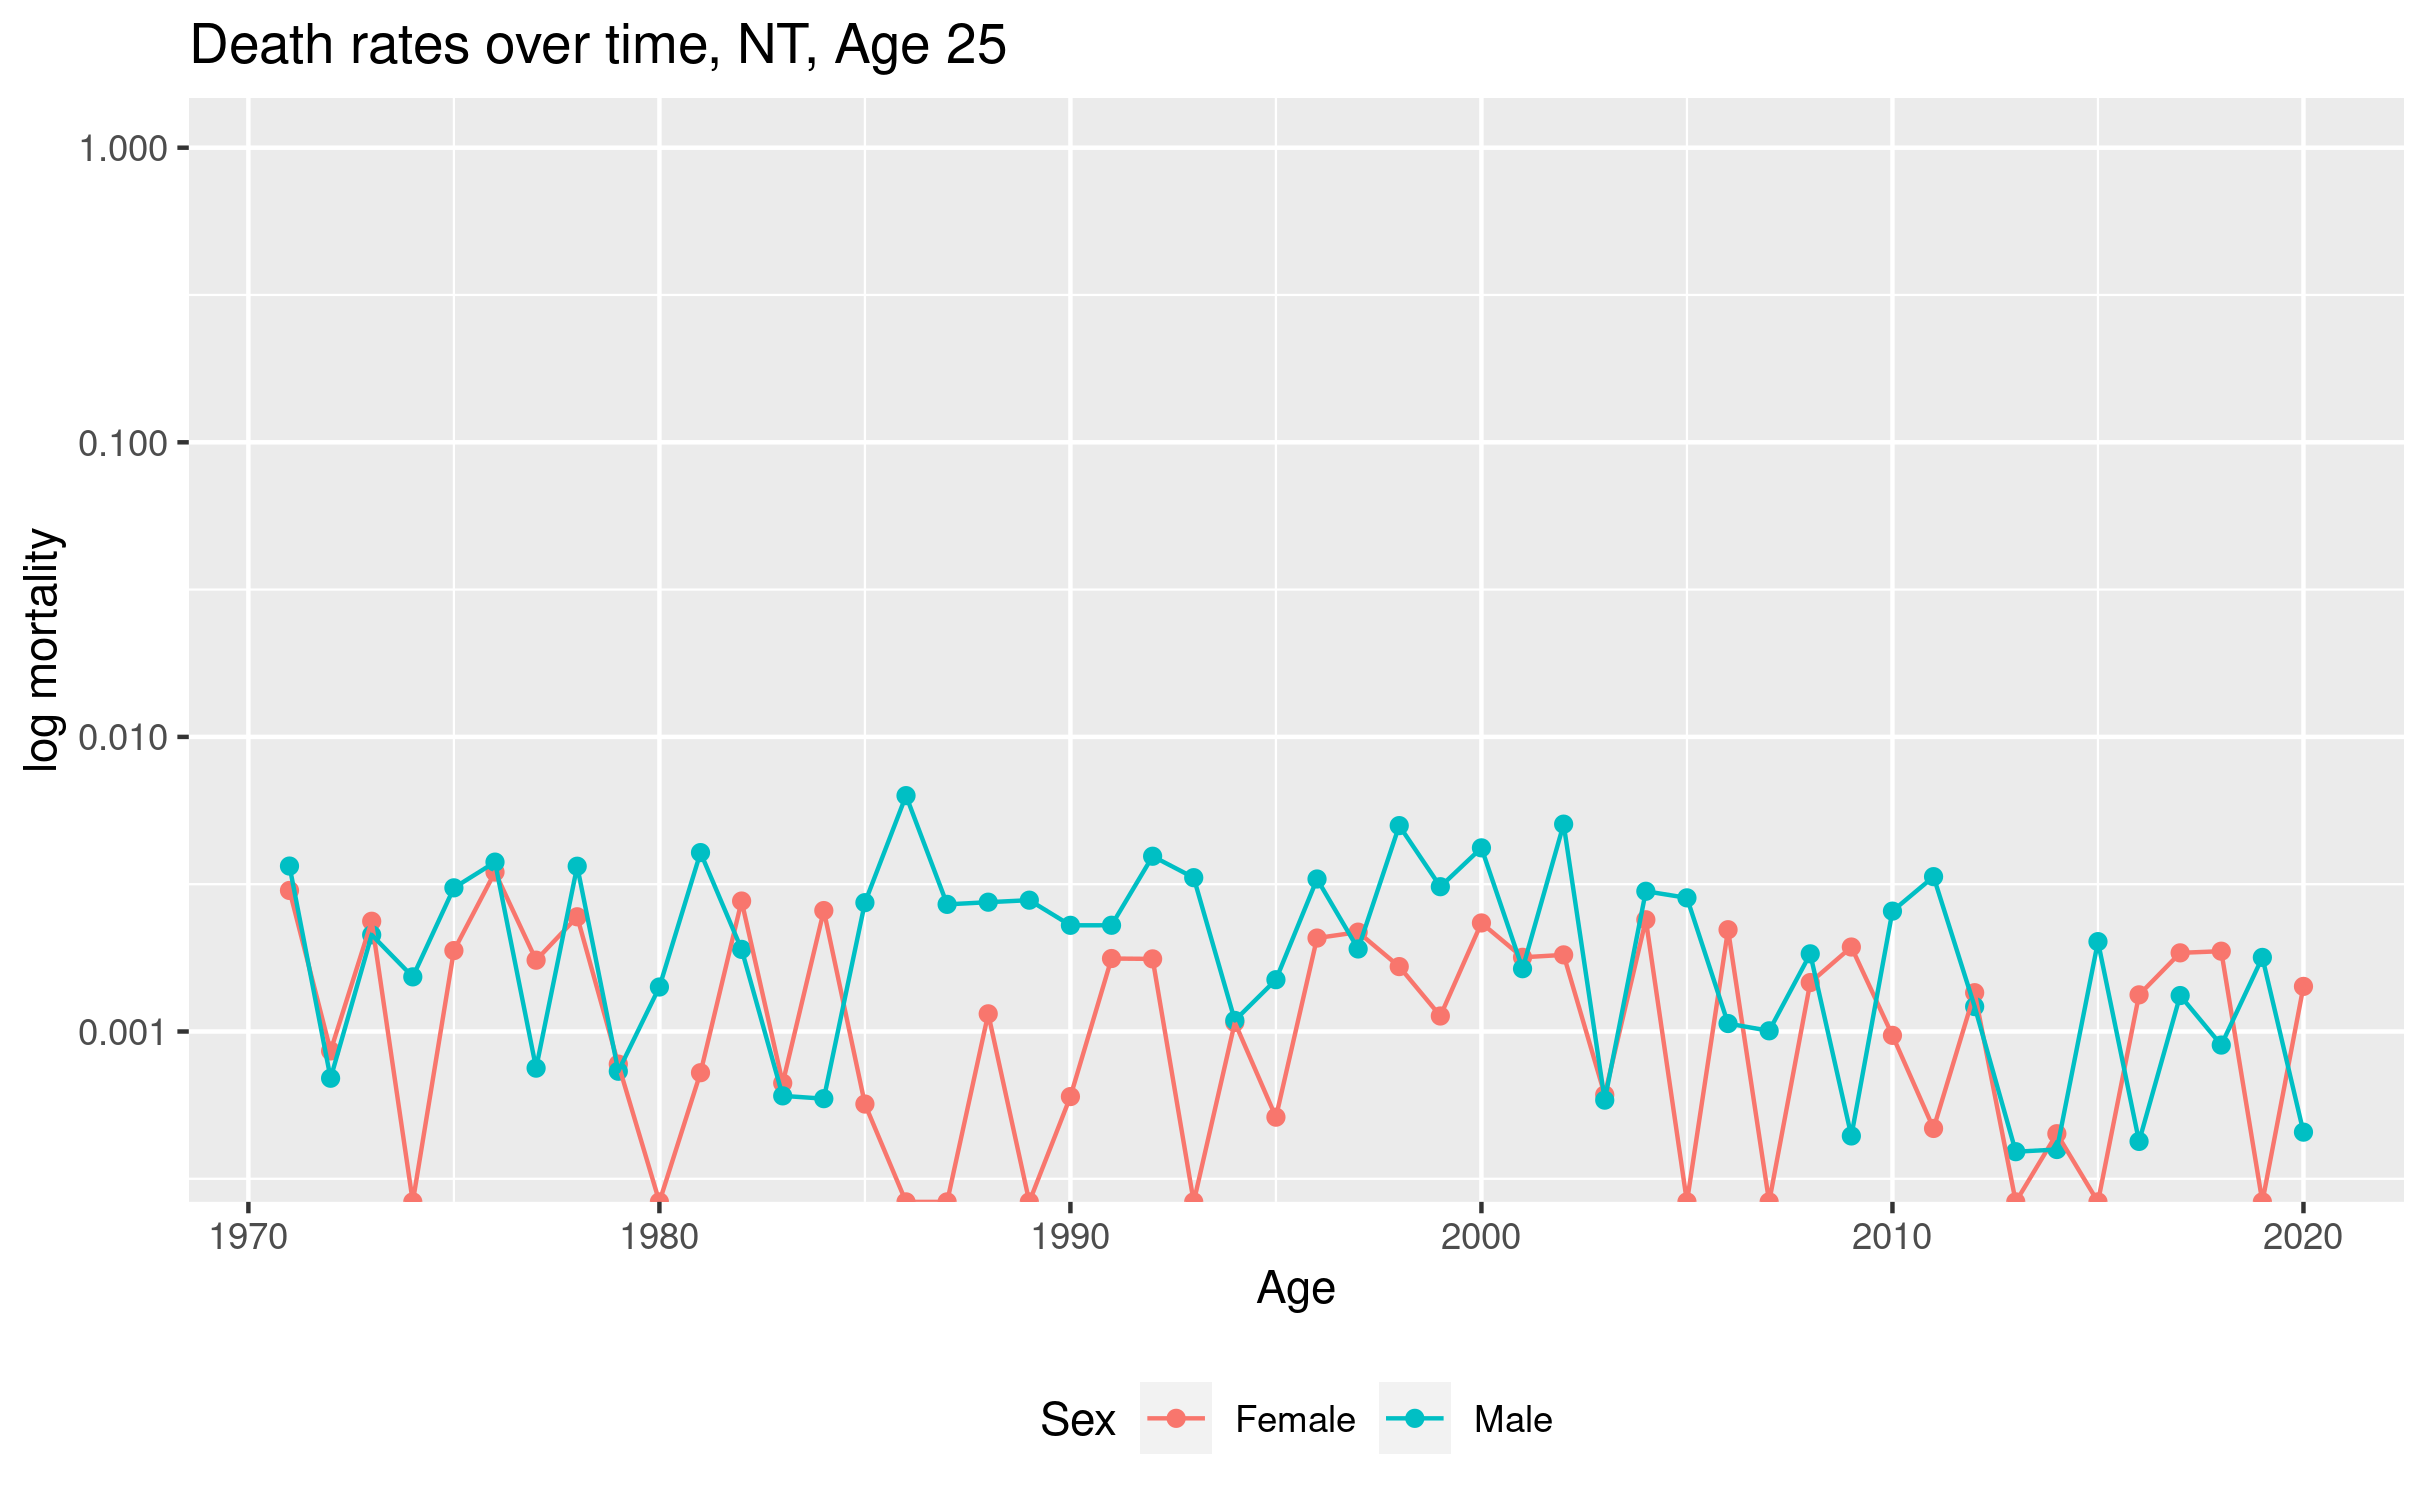 Death rates over time, NT, Age 25
log mortality
1.000
0.100
0.010
0.001
1970 1980 1990 2000 2010 2020
Age
Sex Female Male